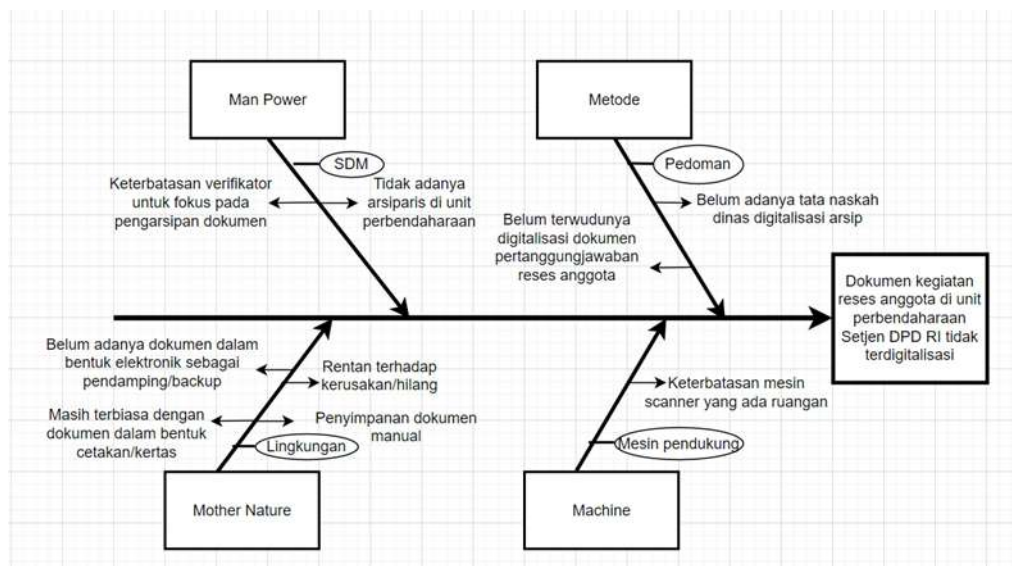 Man Power
Metode
SDM
Pedoman
Keterbatasan verifikator
untuk fokus pada
pengarsipan dokumen
Tidak adanya
arsiparis di unit
perbendaharaan
Belum adanya tata naskah
dinas digitalisasi arsip
Belum terwudunya
digitalisasi dokumen
pertanggungjawaban
reses anggota
Dokumen kegiatan
reses anggota di unit
perbendaharaan
Setjen DPD RI tidak
terdigitalisasi
Belum adanya dokumen dalam
bentuk elektronik sebagai
pendamping/backup
Rentan terhadap
kerusakan/hilang
Keterbatasan mesin
scanner yang ada ruangan
Masih terbiasa dengan
dokumen dalam bentuk
cetakan/kertas
Penyimpanan dokumen
manual
Lingkungan
Mesin pendukung
Mother Nature
Machine